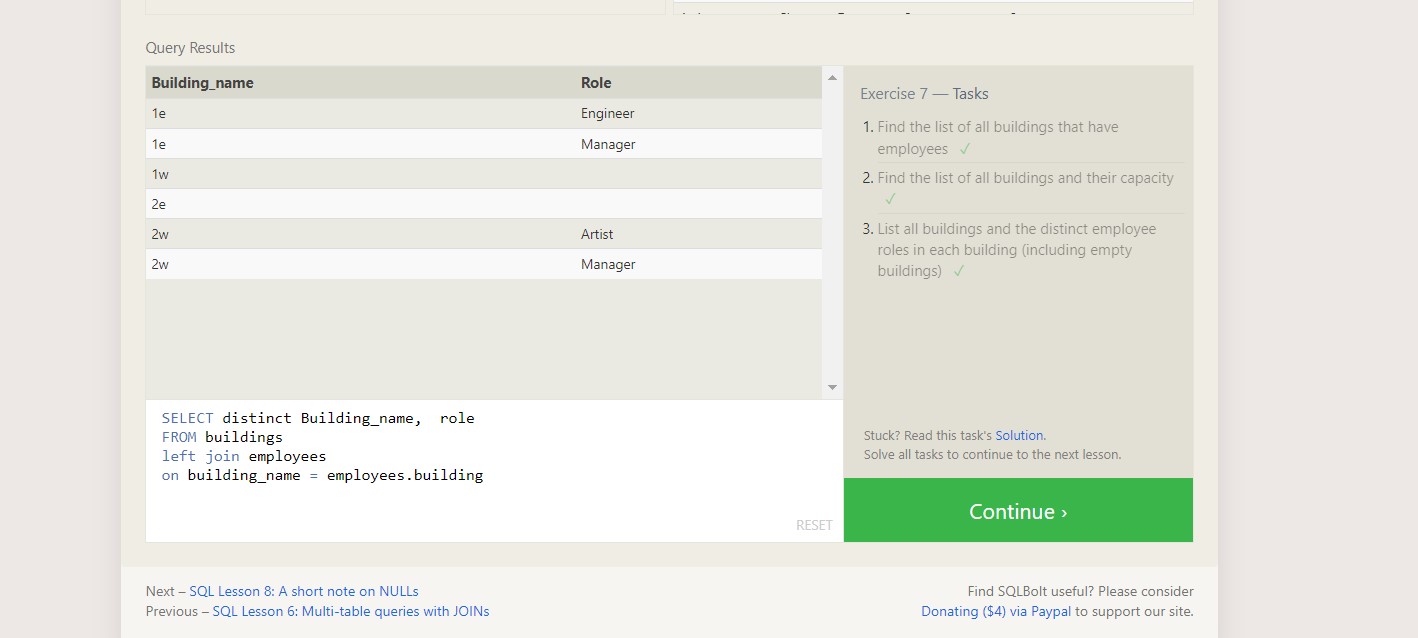 Query Results
Building_name Role
1e Engineer
1e Manager
1w
2e
2w Artist
2w Manager
Exercise 7 — Tasks
1. Find the list of all buildings that have
employees ✓
2. Find the list of all buildings and their capacity
✓
3. List all buildings and the distinct employee
roles in each building (including empty
buildings) ✓
SELECT distinct Building_name,  role
FROM buildings
left join employees
on building_name = employees.building
RESET
Stuck? Read this task's Solution.
Solve all tasks to continue to the next lesson.
Continue ›
Next – SQL Lesson 8: A short note on NULLs
Previous – SQL Lesson 6: Multi-table queries with JOINs
Find SQLBolt useful? Please consider
Donating ($4) via Paypal to support our site.